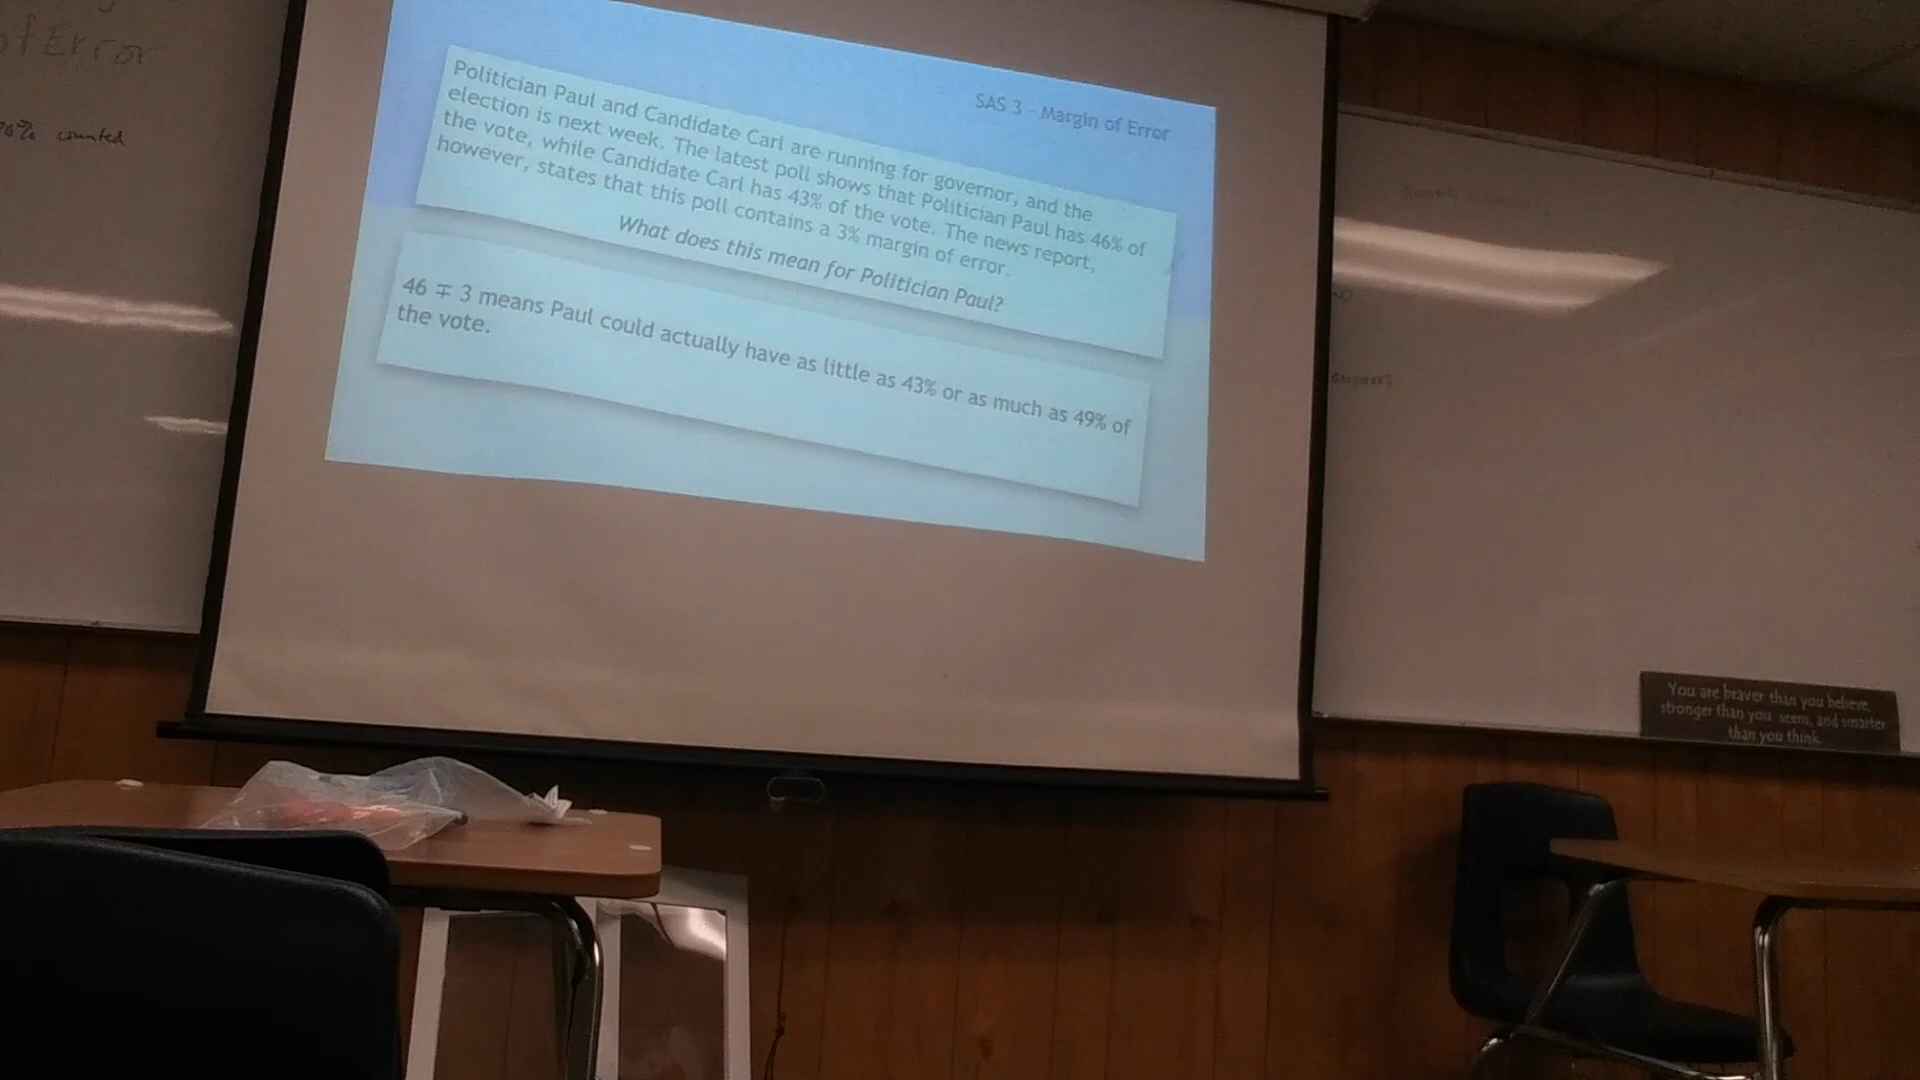 of Error
counted
SAS 3 - Margin of Error
Politician Paul and Candidate Carl are running for governor, and the
election is next week. The latest poll shows that Politician Paul has 46% of
the vote, while Candidate Carl has 43% of the vote. The news report,
however, states that this poll contains a 3% margin of error.
What does this mean for Politician Paul?
46 ∓ 3 means Paul could actually have as little as 43% or as much as 49% of
the vote.
You are braver than you believe,
stronger than you seem, and smarter
than you think.